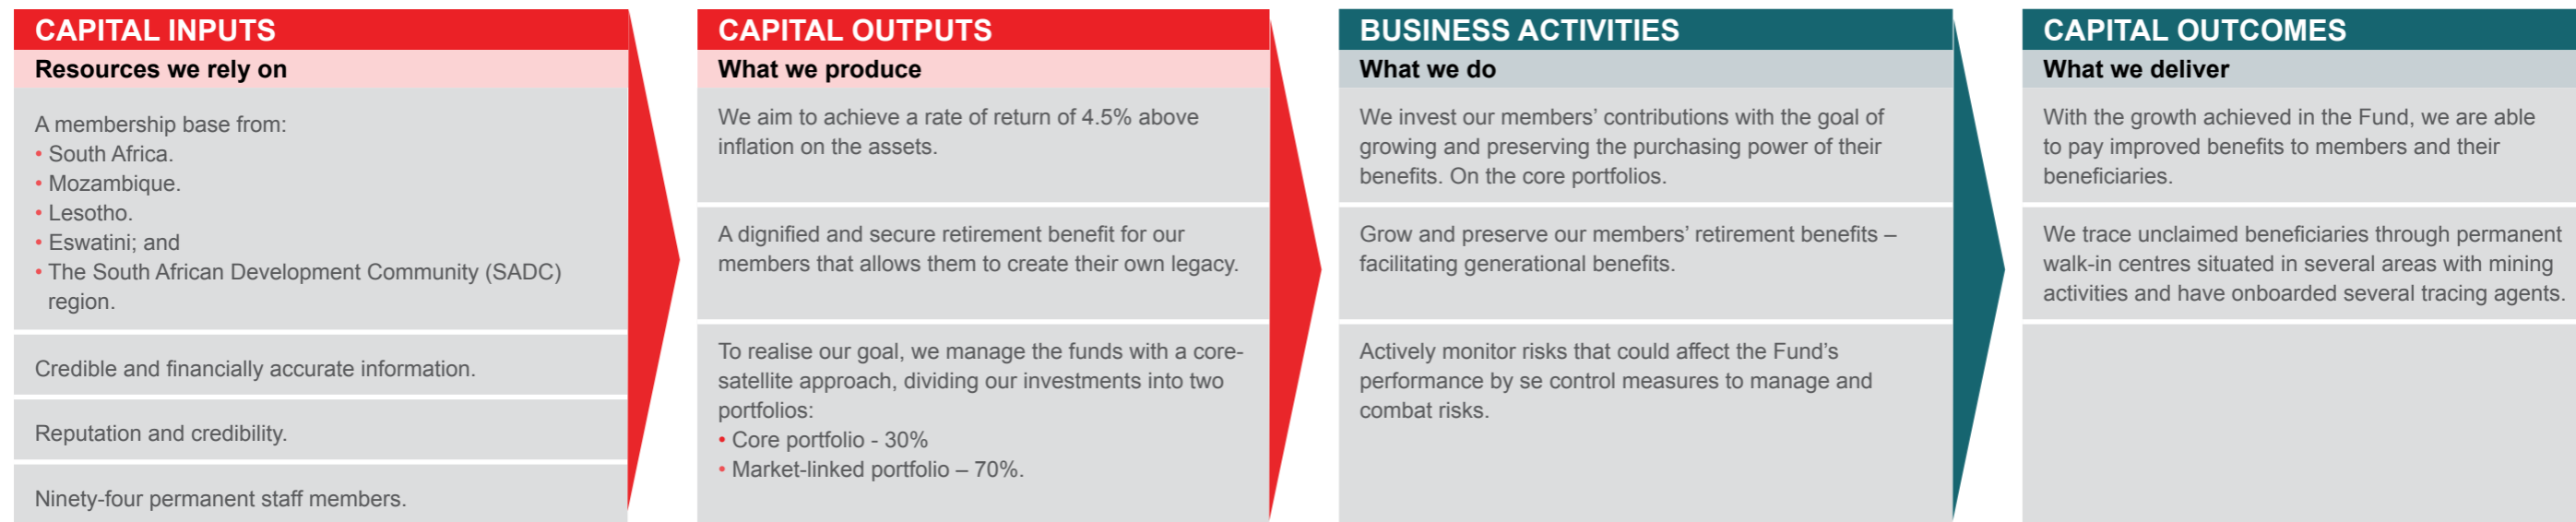 CAPITAL INPUTS
Resources we rely on
A membership base from:
• South Africa.
• Mozambique.
• Lesotho.
• Eswatini; and
• The South African Development Community (SADC)
region.
Credible and financially accurate information.
Reputation and credibility.
Ninety-four permanent staff members.
CAPITAL OUTPUTS
What we produce
We aim to achieve a rate of return of 4.5% above
inflation on the assets.
A dignified and secure retirement benefit for our
members that allows them to create their own legacy.
To realise our goal, we manage the funds with a core-
satellite approach, dividing our investments into two
portfolios:
• Core portfolio - 30%
• Market-linked portfolio – 70%.
BUSINESS ACTIVITIES
What we do
We invest our members’ contributions with the goal of
growing and preserving the purchasing power of their
benefits. On the core portfolios.
Grow and preserve our members’ retirement benefits –
facilitating generational benefits.
Actively monitor risks that could affect the Fund’s
performance by se control measures to manage and
combat risks.
CAPITAL OUTCOMES
What we deliver
With the growth achieved in the Fund, we are able
to pay improved benefits to members and their
beneficiaries.
We trace unclaimed beneficiaries through permanent
walk-in centres situated in several areas with mining
activities and have onboarded several tracing agents.